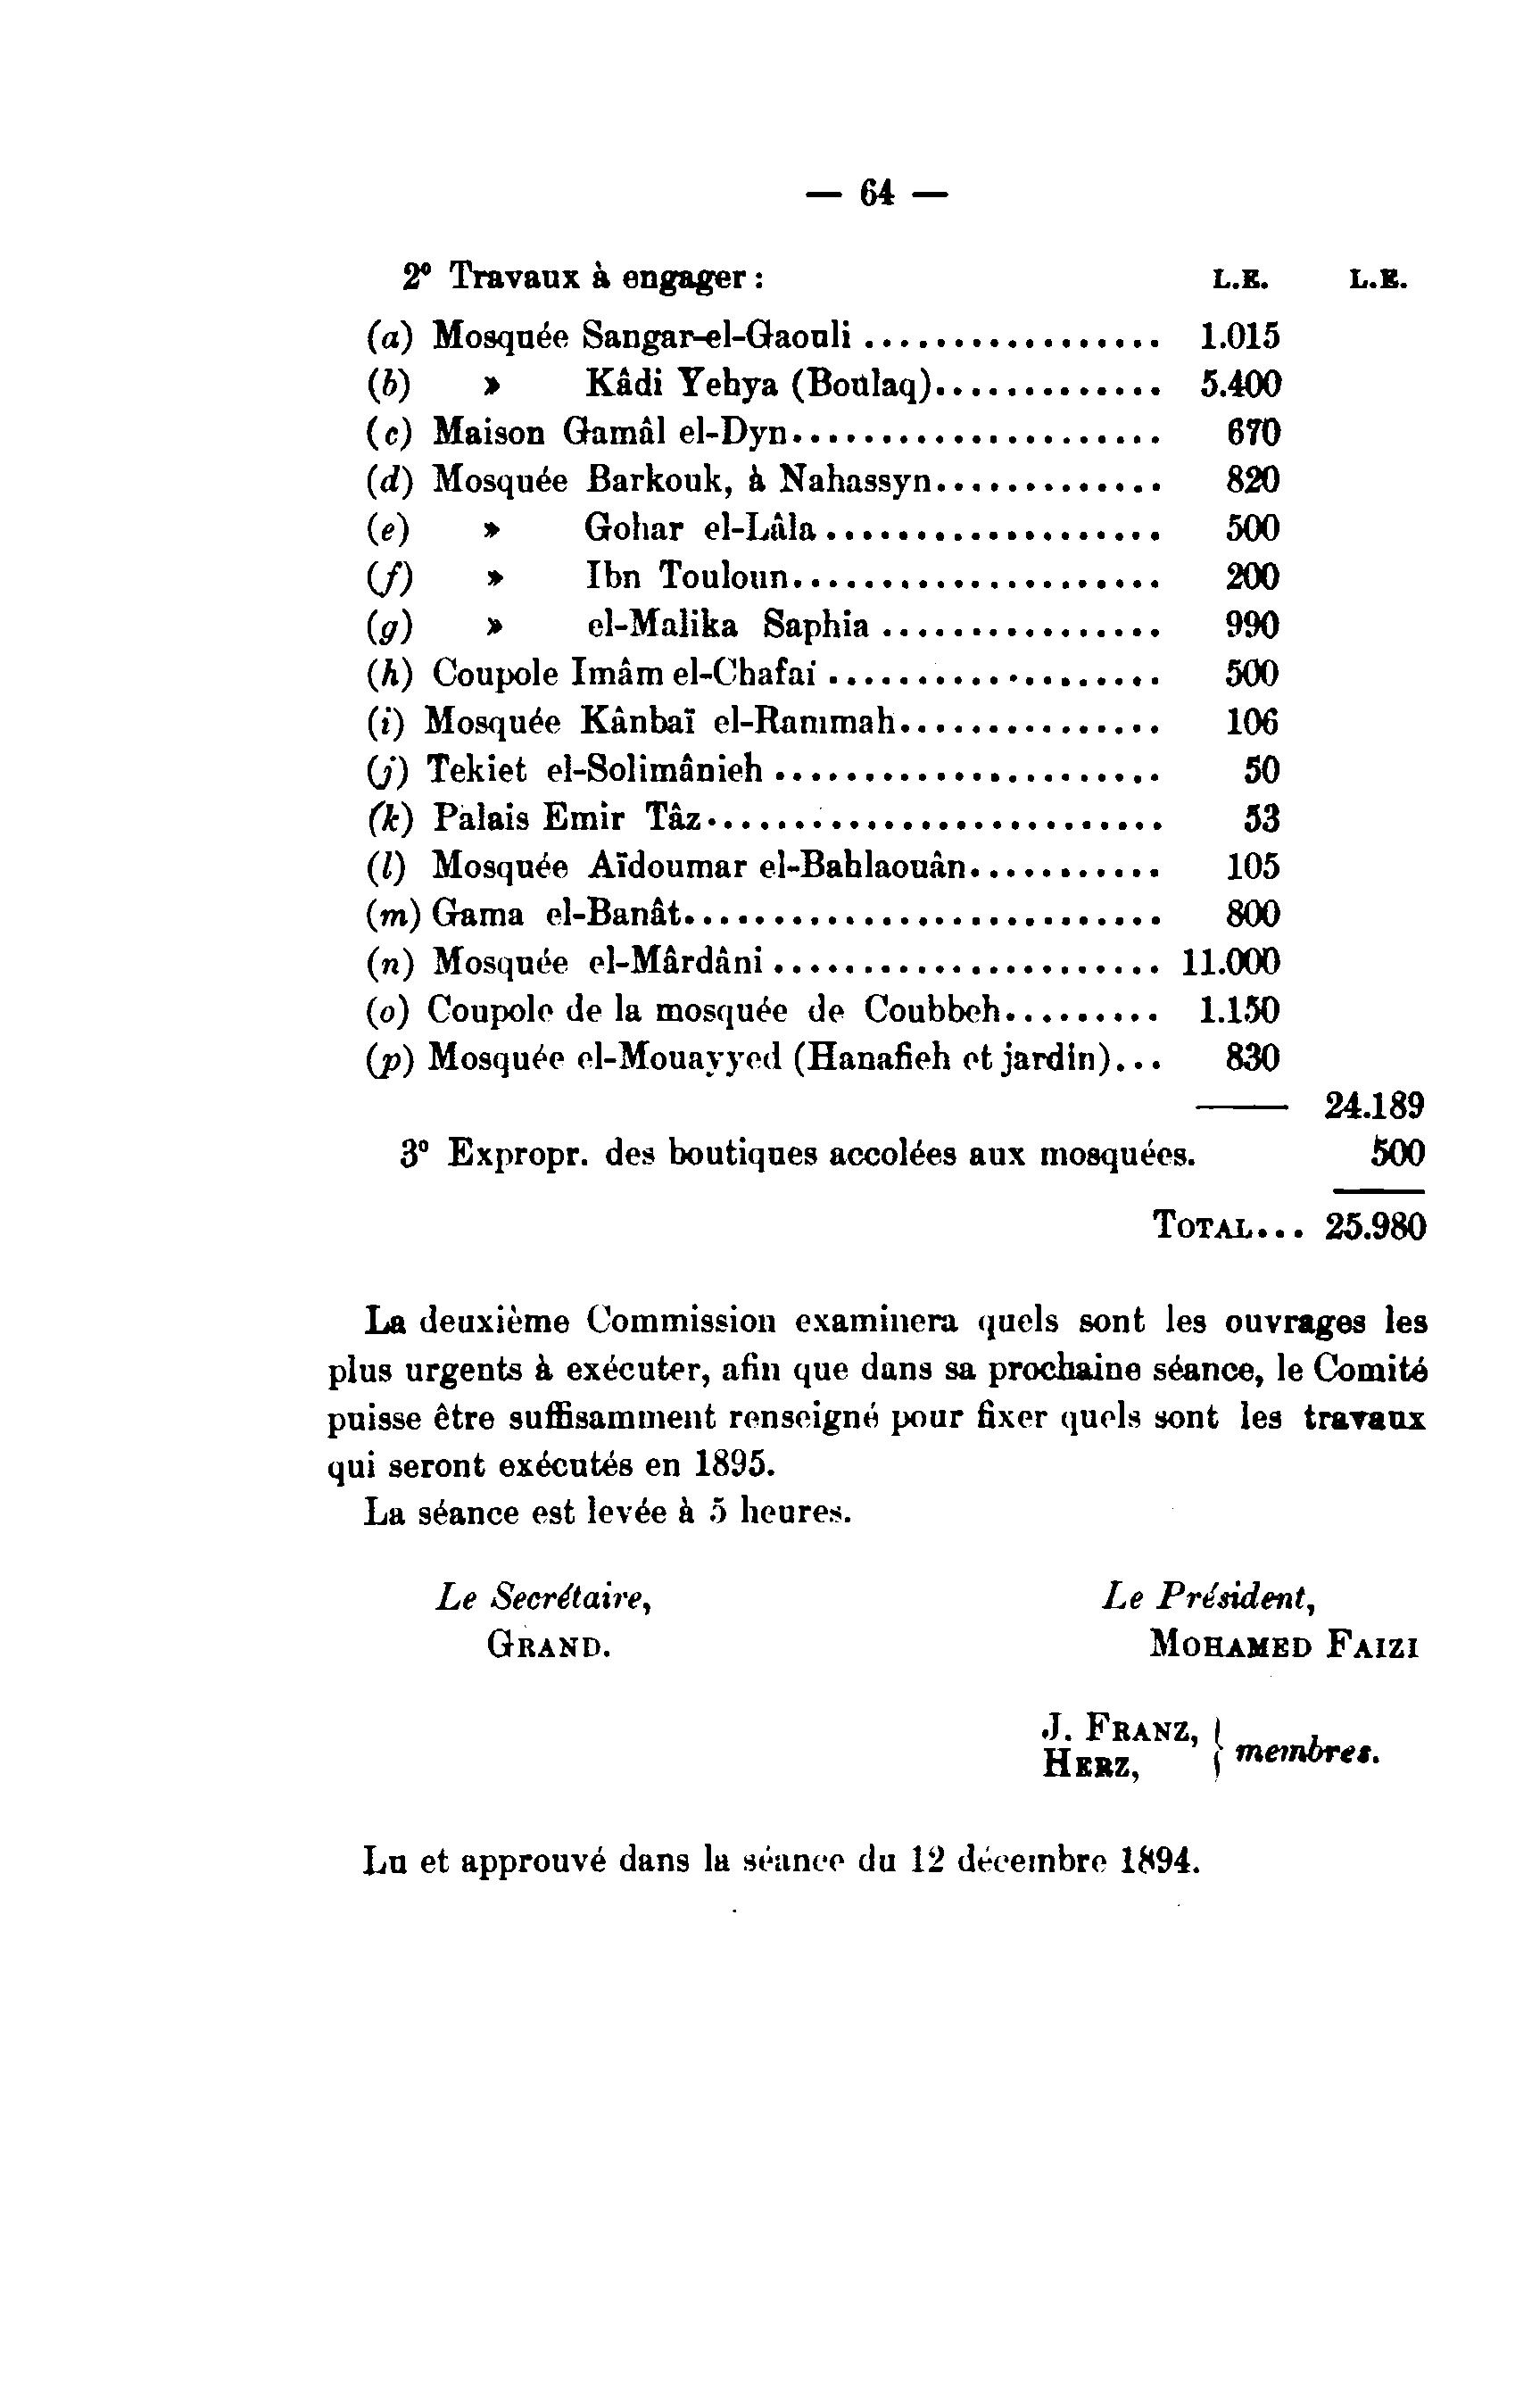 — 64 —
2° Travaux à engager : L.E. L.E.
(a) Mosquée Sangar-el-Gaouli ................. 1.015
(b) » Kâdi Yehya (Boulaq)............. 5.400
(c) Maison Gamâl el-Dyn..................... 670
(d) Mosquée Barkouk, à Nahassyn............. 820
(e) » Gohar el-Lâla ................... 500
(f) » Ibn Touloun..................... 200
(g) » el-Malika Saphia ................ 990
(h) Coupole Imâm el-Chafai ................... 500
(i) Mosquée Kânbaï el-Rammah............... 106
(j) Tekiet el-Solimânieh ...................... 50
(k) Palais Emir Tâz.......................... 53
(l) Mosquée Aïdoumar el-Bahlaouân........... 105
(m) Gama el-Banât........................... 800
(n) Mosquée el-Mârdâni ...................... 11.000
(o) Coupole de la mosquée de Coubbeh......... 1.150
(p) Mosquée el-Mouayyed (Hanafieh et jardin)... 830
24.189
3° Expropr. des boutiques accolées aux mosquées. 500
TOTAL... 25.980
La deuxième Commission examinera quels sont les ouvrages les
plus urgents à exécuter, afin que dans sa prochaine séance, le Comité
puisse être suffisamment renseigné pour fixer quels sont les travaux
qui seront exécutés en 1895.
La séance est levée à 5 heures.
Le Secrétaire, Le Président,
GRAND. MOHAMED FAIZI
J. FRANZ,
HERZ, } membres.
Lu et approuvé dans la séance du 12 décembre 1894.